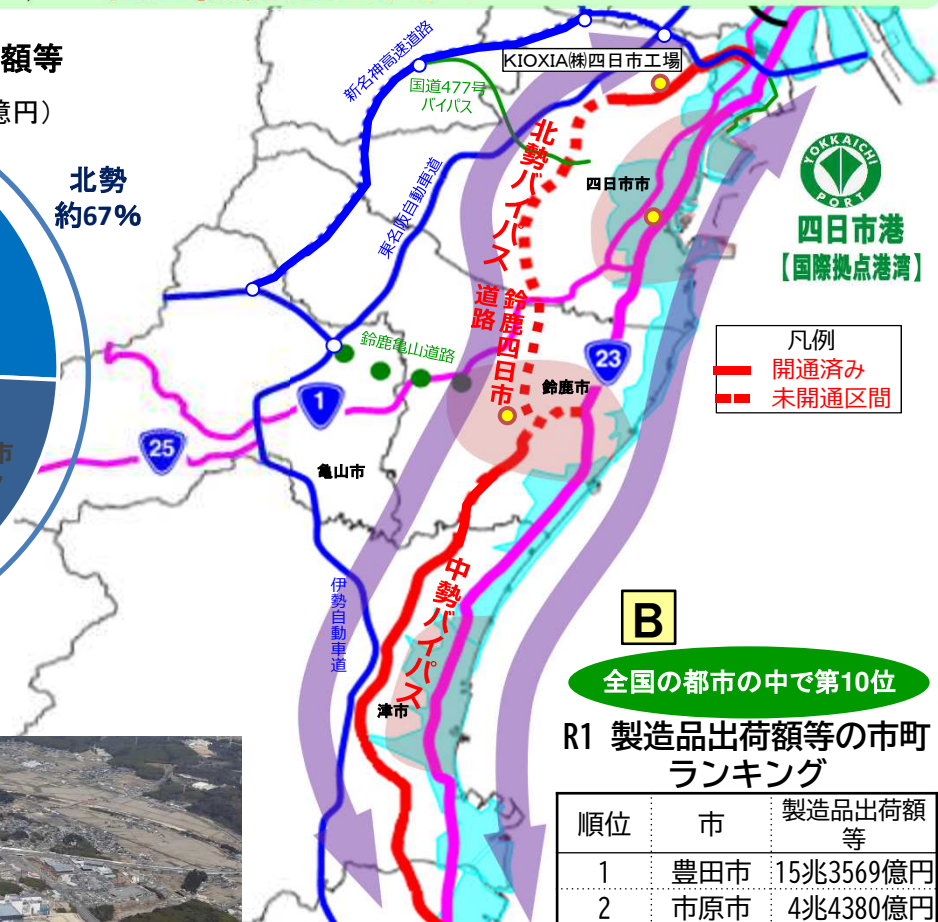 額等
億円）
北勢
約67%
市
新名神高速道路
国道477号
バイパス
東名阪自動車道
KIOXIA㈱四日市工場
北勢バイパス
四日市市
YOKKAICHI
PORT
四日市港
【国際拠点港湾】
鈴鹿四日市
道路
鈴鹿亀山道路
23
鈴鹿市
凡例
開通済み
未開通区間
1
25
亀山市
伊勢自動車道
中勢バイパス
津市
B
全国の都市の中で第10位
R1 製造品出荷額等の市町
ランキング
順位 市 製造品出荷額
等
1 豊田市 15兆3569億円
2 市原市 4兆4380億円